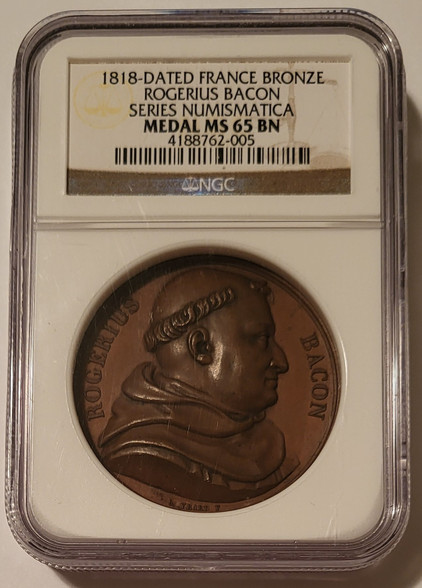 1818-DATED FRANCE BRONZE
ROGERIUS BACON
SERIES NUMISMATICA
MEDAL MS 65 BN
4188762-005
NGC
ROGERIUS
BACON